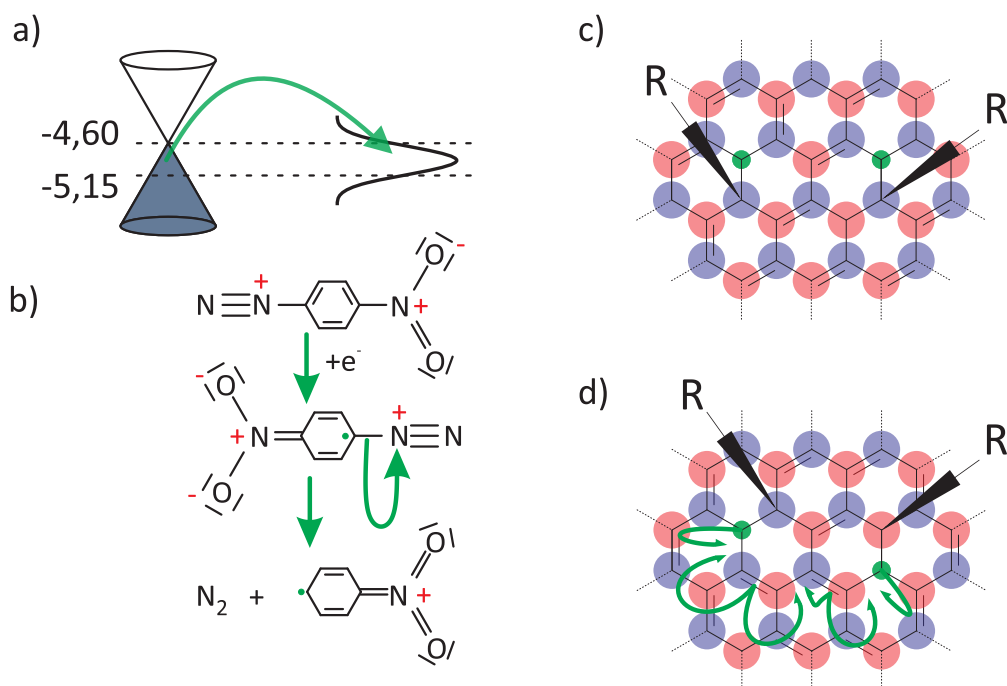 a)
-4,60
-5,15
b)
N N + N + O -
O
+e-
- O
+ N + N N
- O
N2 + N + O
O
c)
R
R
d)
R
R